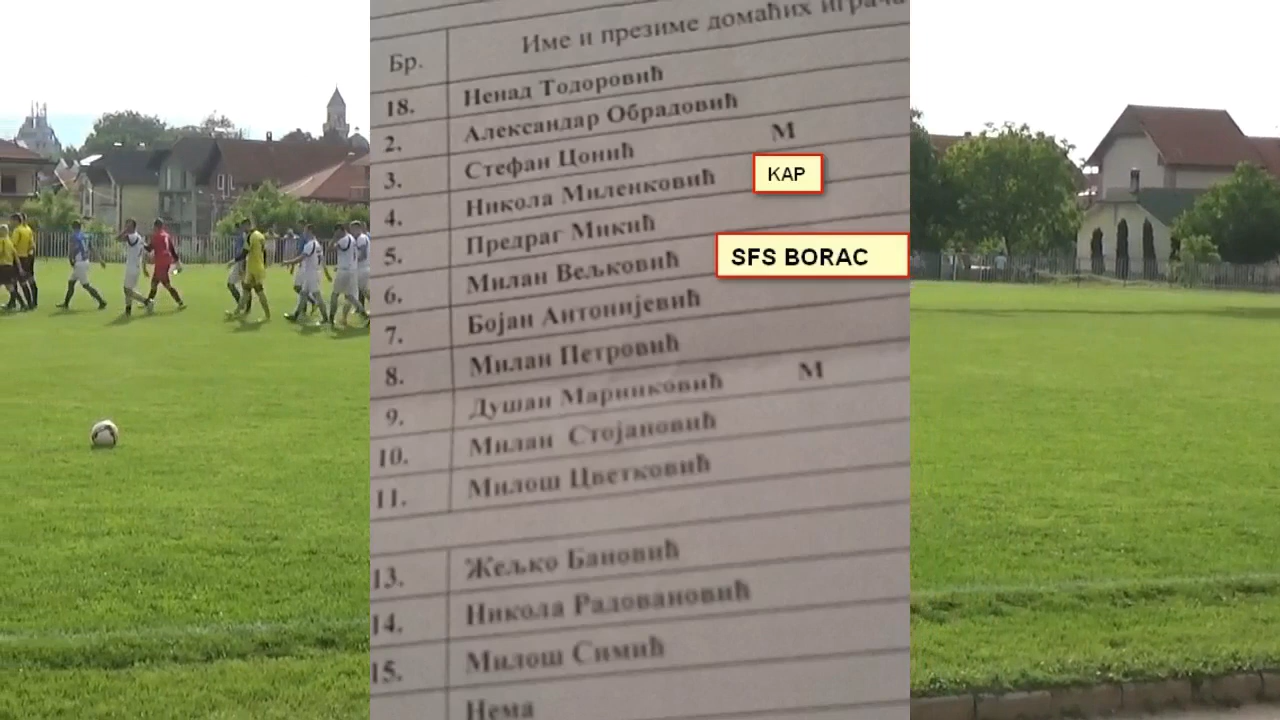 Бр. Име и презиме домаћих играча
18. Ненад Тодоровић
2. Александар Обрадовић
3. Стефан Цонић М
4. Никола Миленковић KAP
5. Предраг Микић
6. Милан Вељковић SFS BORAC
7. Бојан Антонијевић
8. Милан Петровић
9. Душан Маринковић М
10. Милан Стојановић
11. Милош Цветковић
13. Жељко Бановић
14. Никола Радовановић
15. Милош Симић
Нема